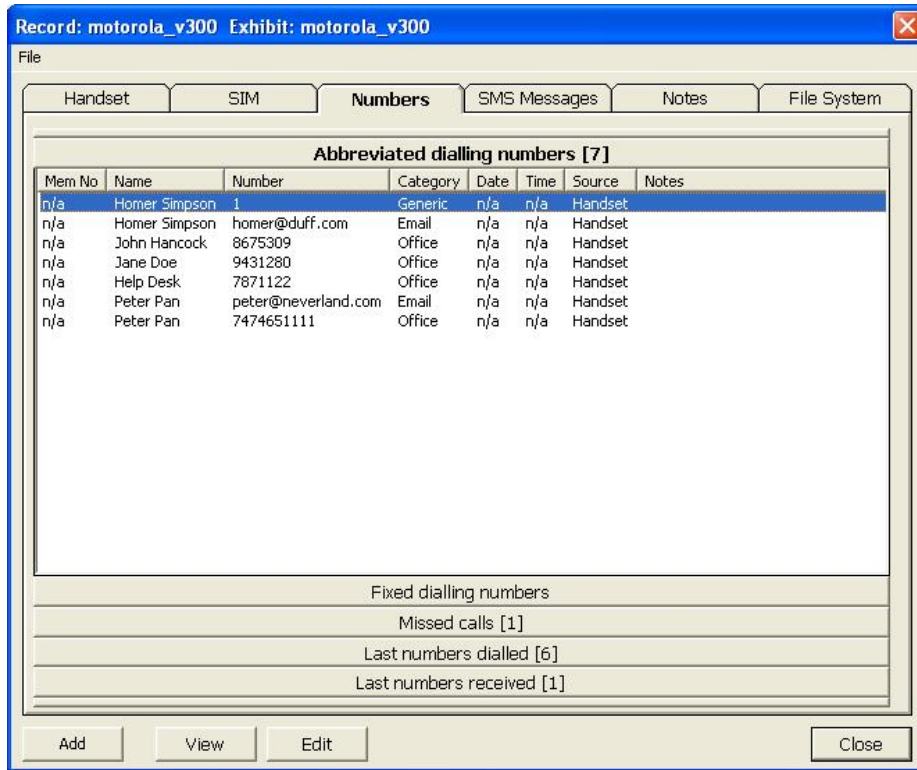 Record: motorola_v300 Exhibit: motorola_v300
File
Handset SIM Numbers SMS Messages Notes File System
Abbreviated dialling numbers [7]
Mem No Name Number Category Date Time Source Notes
n/a Homer Simpson 1 Generic n/a n/a Handset
n/a Homer Simpson homer@duff.com Email n/a n/a Handset
n/a John Hancock 8675309 Office n/a n/a Handset
n/a Jane Doe 9431280 Office n/a n/a Handset
n/a Help Desk 7871122 Office n/a n/a Handset
n/a Peter Pan peter@neverland.com Email n/a n/a Handset
n/a Peter Pan 7474651111 Office n/a n/a Handset
Fixed dialling numbers
Missed calls [1]
Last numbers dialled [6]
Last numbers received [1]
Add View Edit Close